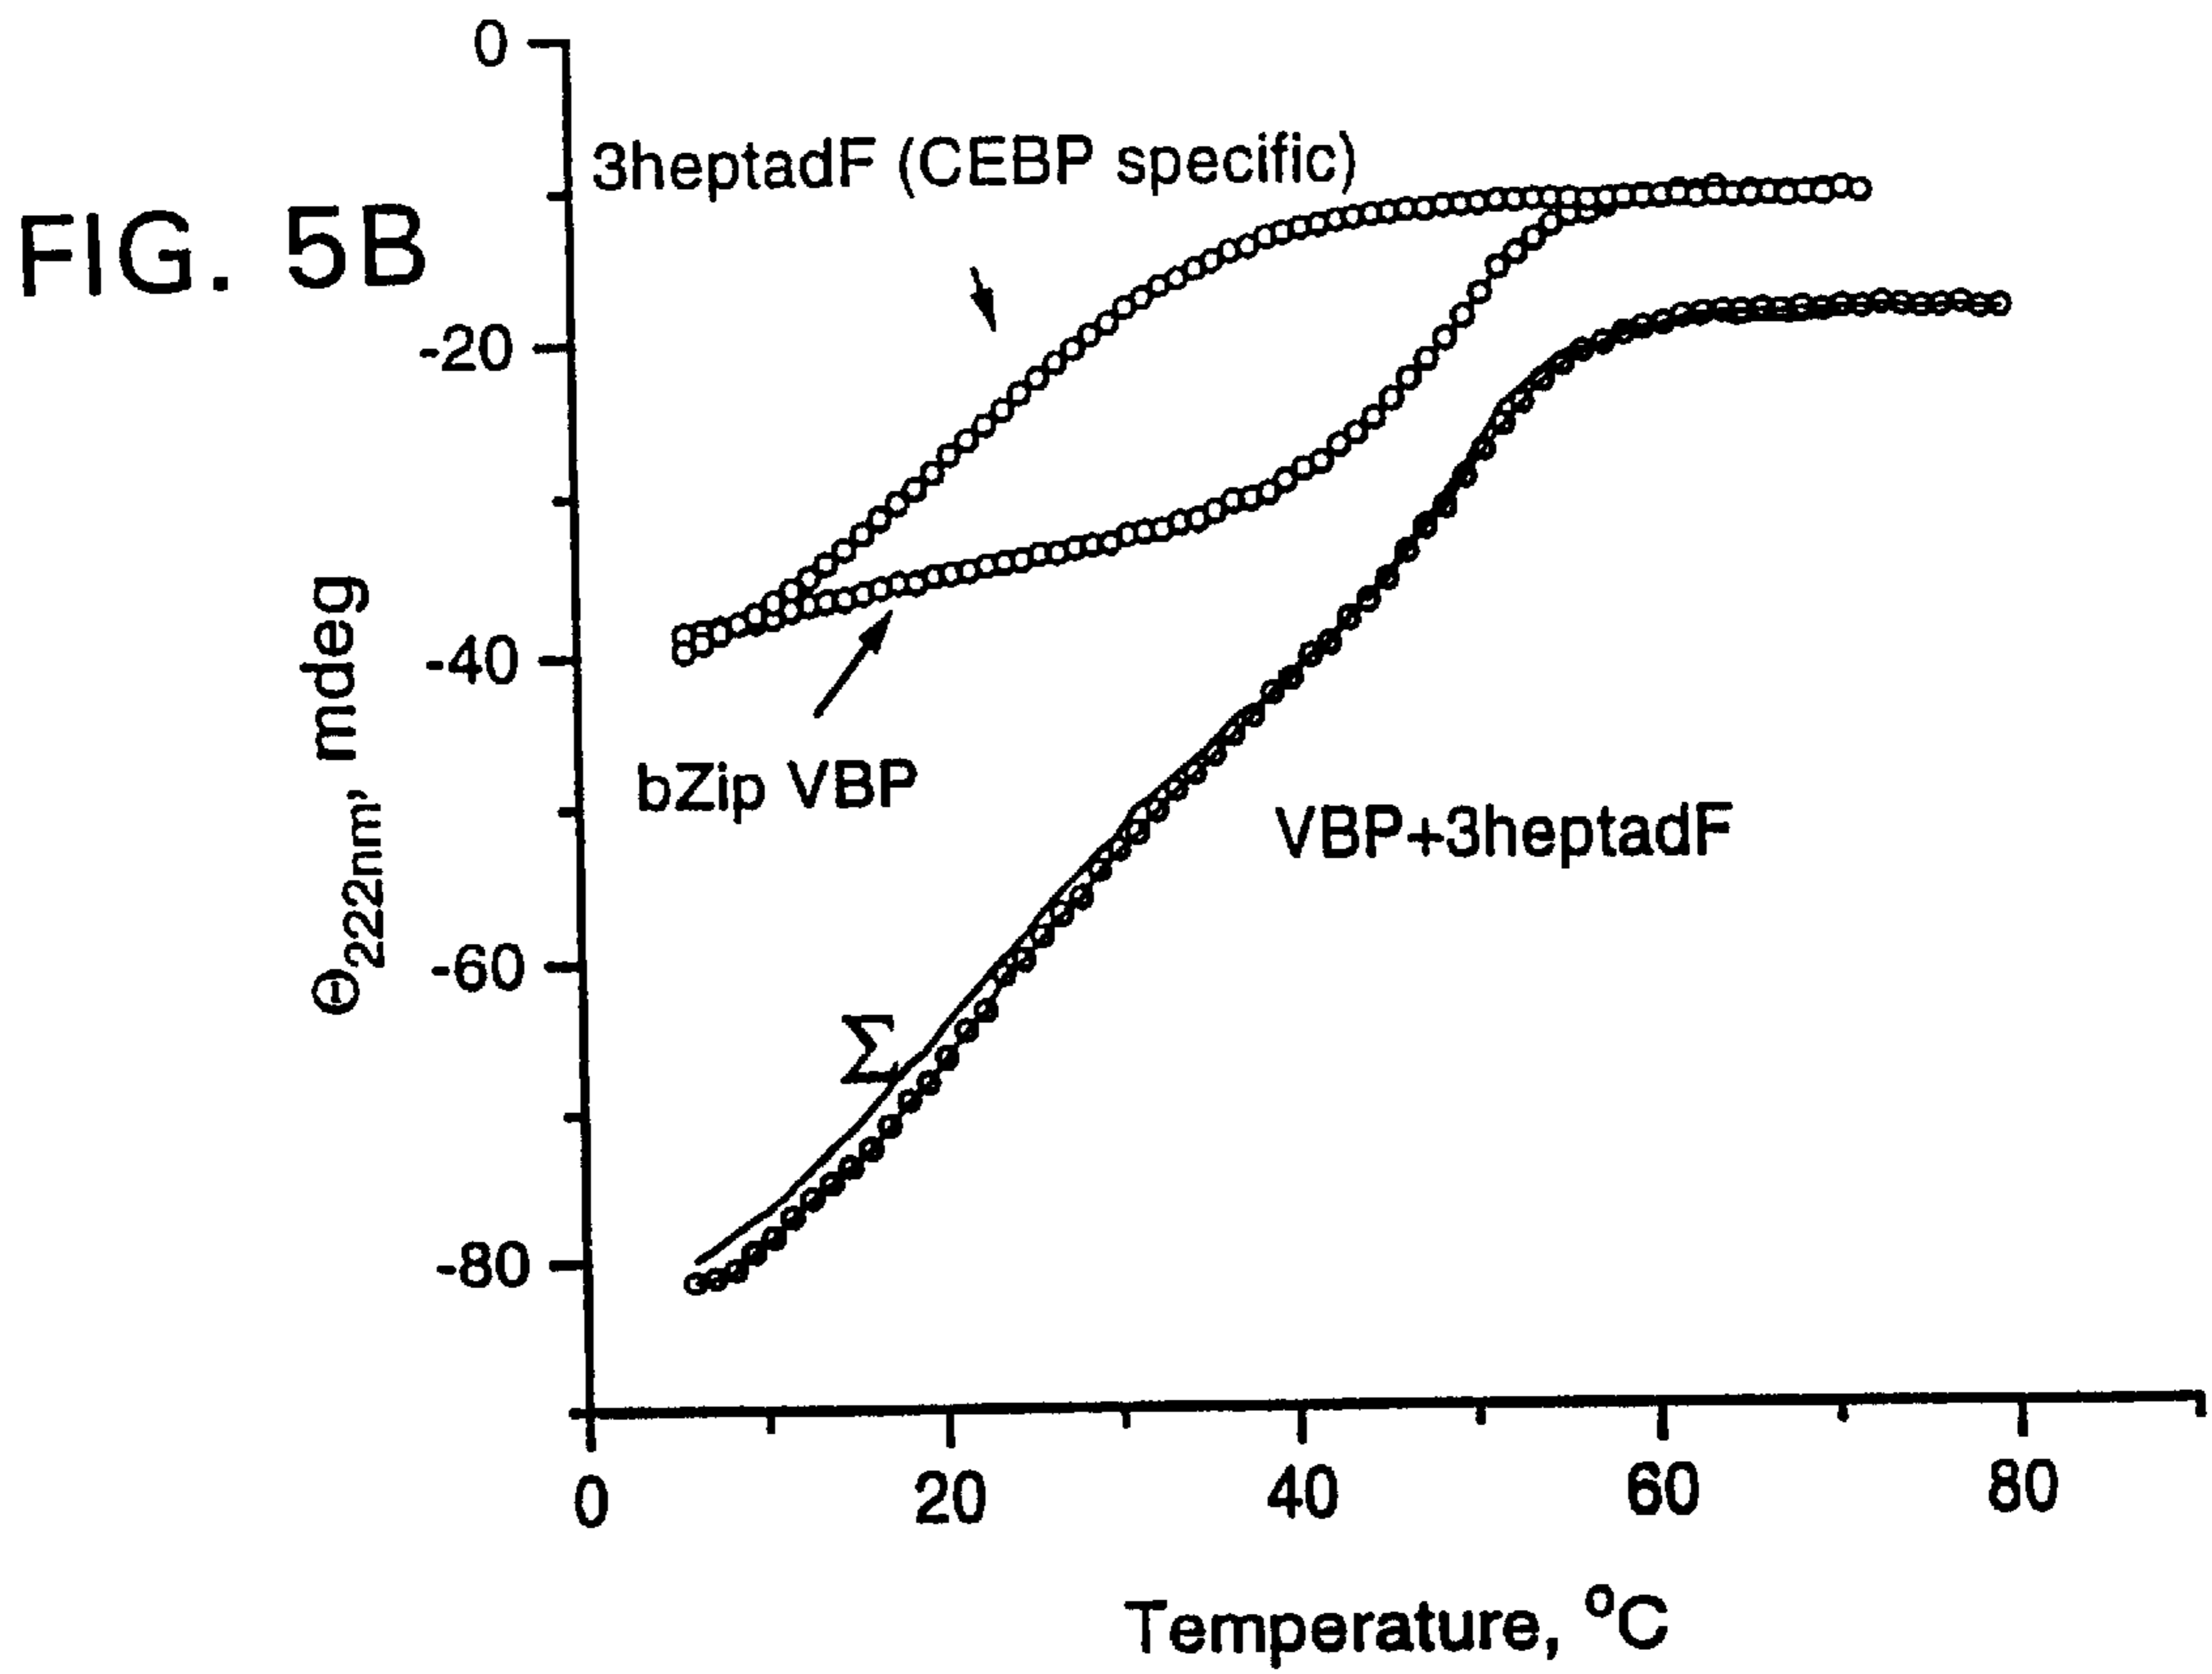 FIG. 5B
0
-20
-40
-60
-80
Θ222nm, mdeg
3heptadF (CEBP specific)
bZip VBP
VBP+3heptadF
Σ
0 20 40 60 80
Temperature, ºC